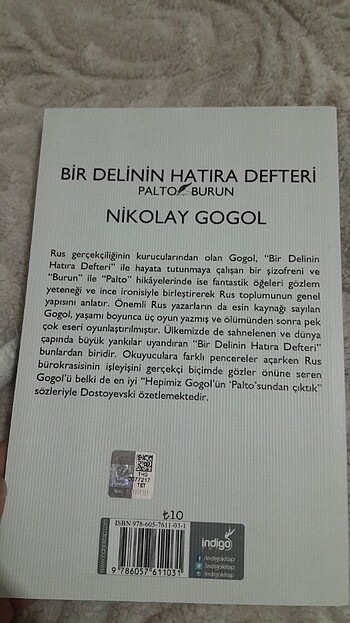 BİR DELİNİN HATIRA DEFTERİ
PALTO BURUN
NİKOLAY GOGOL
Rus gerçekçiliğinin kurucularından olan Gogol, “Bir Delinin
Hatıra Defteri” ile hayata tutunmaya çalışan bir şizofreni ve
“Burun” ile “Palto” hikâyelerinde ise fantastik öğeleri gözlem
yeteneği ve ince ironisiyle birleştirerek Rus toplumunun genel
yapısını anlatır. Önemli Rus yazarların da esin kaynağı sayılan
Gogol, yaşamı boyunca üç oyun yazmış ve ölümünden sonra pek
çok eseri oyunlaştırılmıştır. Ülkemizde de sahnelenen ve dünya
çapında büyük yankılar uyandıran “Bir Delinin Hatıra Defteri”
bunlardan biridir. Okuyuculara farklı pencereler açarken Rus
bürokrasisinin işleyişini gerçekçi biçimde gözler önüne seren
Gogol’ü belki de en iyi “Hepimiz Gogol’ün ‘Palto’sundan çıktık”
sözleriyle Dostoyevski özetlemektedir.
THG
TET
₺10
ISBN 978-605-7611-03-1
9 786057 611031
indigo
/indigokitap
/indigokitap
/indigokitap